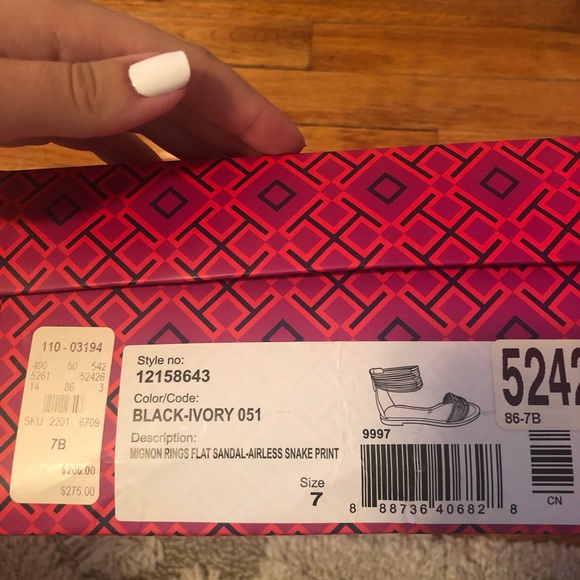 110 - 03194
490 50 542
5261 52426
14 86 3
SKU 2201 6709
7B
$200.00
$275.00
Style no:
12158643
Color/Code:
BLACK-IVORY 051
Description:
MIGNON RINGS FLAT SANDAL-AIRLESS SNAKE PRINT
Size
7
9997
8 88736 40682 8
5242
86-7B
CN